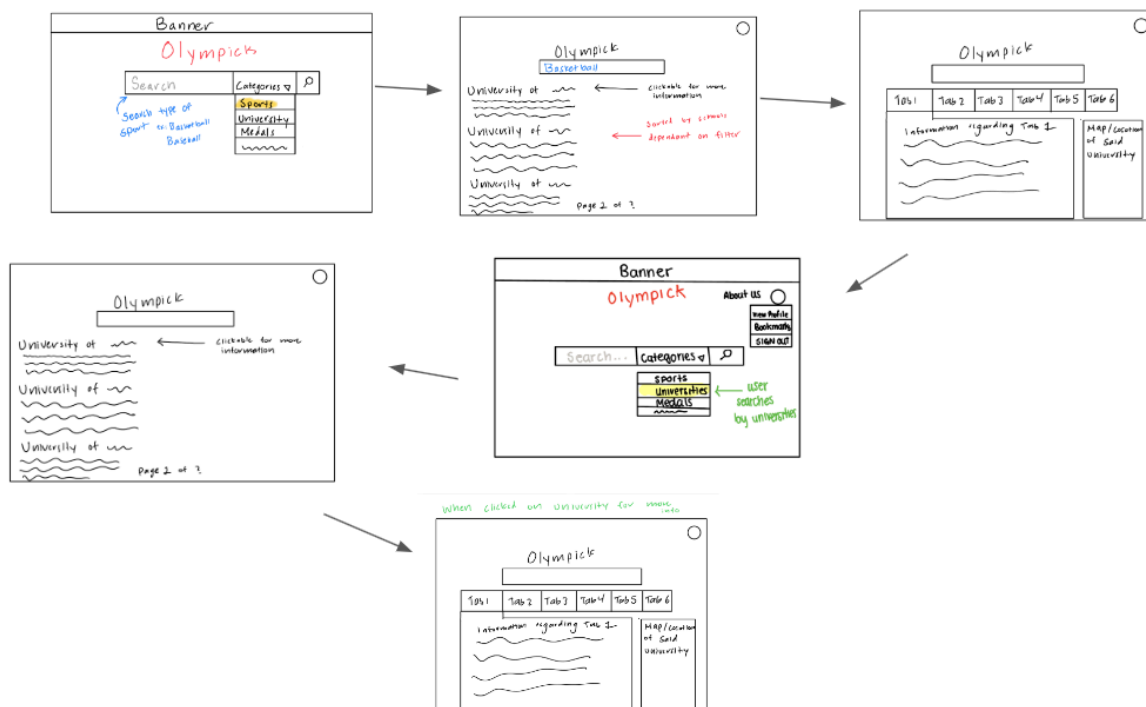 Banner
Olympick
Search
Categories
Sports
University
Medals
Search type of
Sport ex: Basketball
Baseball
Olympick
Basketball
University of
clickable for more
information
University of
Sorted by schools
dependent on filter
University of
Page 1 of ?
Olympick
Tab 1 Tab 2 Tab 3 Tab 4 Tab 5 Tab 6
Information regarding Tab 1
Map/Location
of Said
University
Banner
Olympick
About us
View Profile
Bookmarks
SIGN OUT
Search...
Categories
Sports
Universities
Medals
user
searches
by universities
Olympick
University of
clickable for more
information
University of
University of
Page 1 of ?
When clicked on University for more
info
Olympick
Tab 1 Tab 2 Tab 3 Tab 4 Tab 5 Tab 6
Information regarding Tab 1
Map/Location
of Said
University